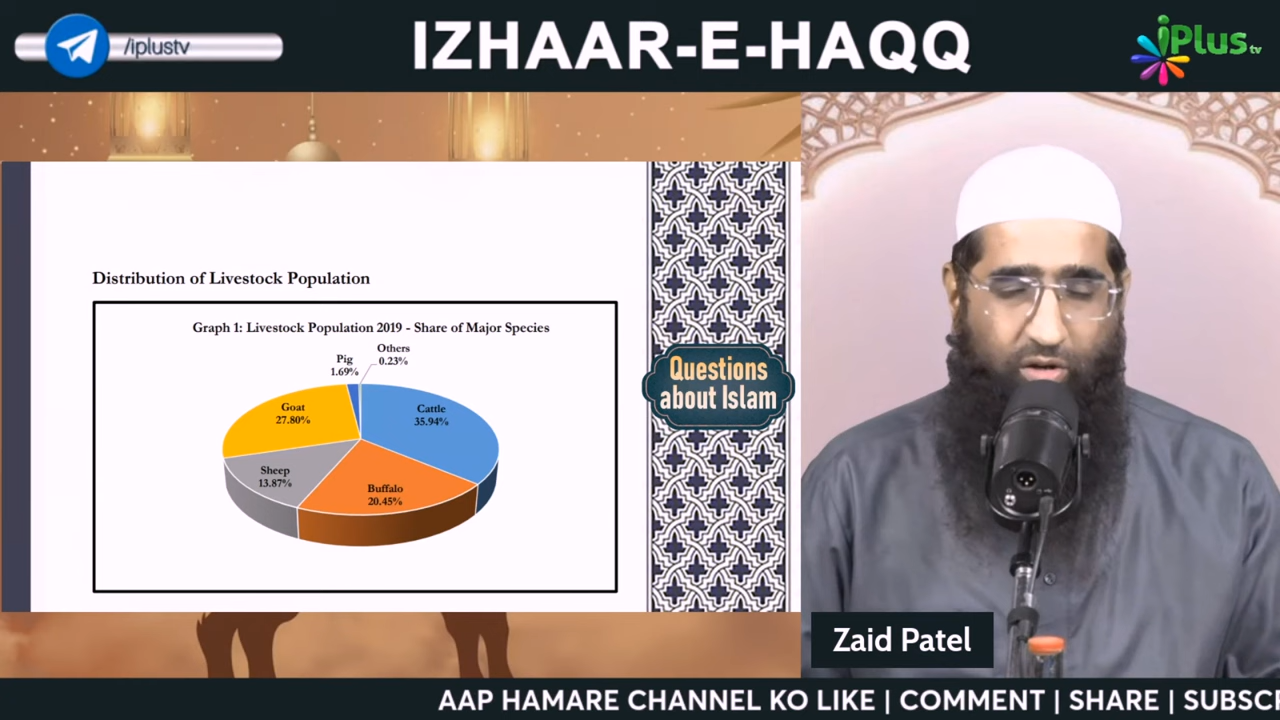 /iplustv
IZHAAR-E-HAQQ
iPlus tv
Distribution of Livestock Population
Graph 1: Livestock Population 2019 - Share of Major Species
Others
0.23%
Pig
1.69%
Goat
27.80%
Cattle
35.94%
Sheep
13.87%
Buffalo
20.45%
Questions
about Islam
Zaid Patel
AAP HAMARE CHANNEL KO LIKE | COMMENT | SHARE | SUBSC